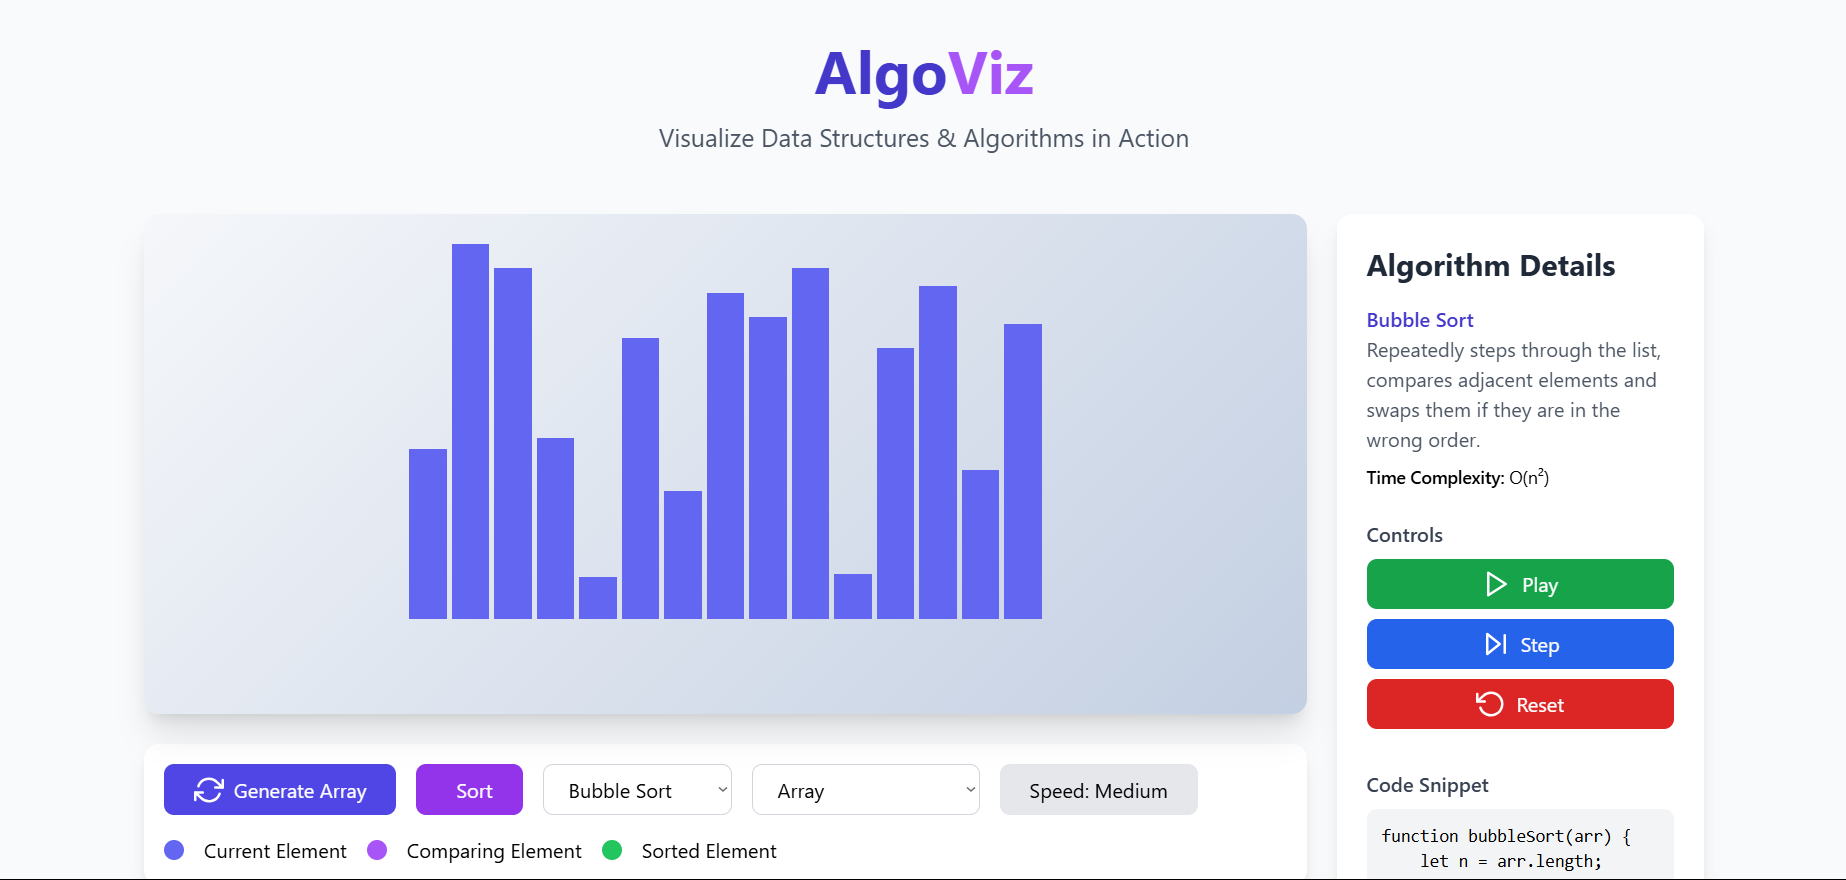 AlgoViz
Visualize Data Structures & Algorithms in Action
Algorithm Details
Bubble Sort
Repeatedly steps through the list,
compares adjacent elements and
swaps them if they are in the
wrong order.
Time Complexity: O(n²)
Controls
Play
Step
Reset
Code Snippet
function bubbleSort(arr) {
    let n = arr.length;
Generate Array
Sort
Bubble Sort
Array
Speed: Medium
Current Element
Comparing Element
Sorted Element